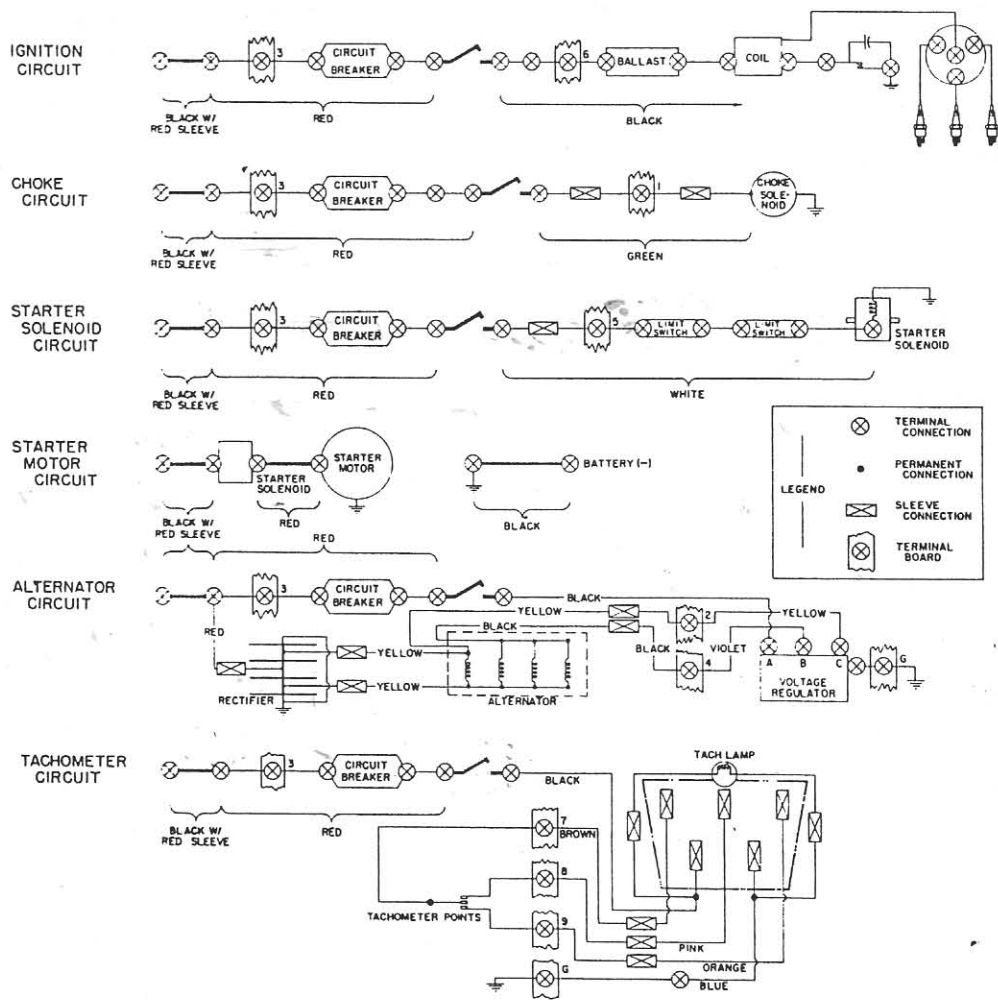 IGNITION
CIRCUIT
3
CIRCUIT
BREAKER
6
BALLAST
COIL
BLACK W/
RED SLEEVE
RED
BLACK
CHOKE
CIRCUIT
3
CIRCUIT
BREAKER
1
CHOKE
SOLE-
NOID
BLACK W/
RED SLEEVE
RED
GREEN
STARTER
SOLENOID
CIRCUIT
3
CIRCUIT
BREAKER
5
LIMIT
SWITCH
LIMIT
SWITCH
STARTER
SOLENOID
BLACK W/
RED SLEEVE
RED
WHITE
STARTER
MOTOR
CIRCUIT
STARTER
SOLENOID
STARTER
MOTOR
BATTERY (-)
BLACK W/
RED SLEEVE
RED
BLACK
LEGEND
TERMINAL
CONNECTION
PERMANENT
CONNECTION
SLEEVE
CONNECTION
TERMINAL
BOARD
RED
ALTERNATOR
CIRCUIT
3
CIRCUIT
BREAKER
BLACK
YELLOW
2
YELLOW
BLACK
BLACK
4
VIOLET
RED
YELLOW
YELLOW
RECTIFIER
ALTERNATOR
A B C
VOLTAGE
REGULATOR
G
TACHOMETER
CIRCUIT
3
CIRCUIT
BREAKER
BLACK
TACH LAMP
BLACK W/
RED SLEEVE
RED
7
BROWN
8
TACHOMETER POINTS
9
PINK
ORANGE
G
BLUE